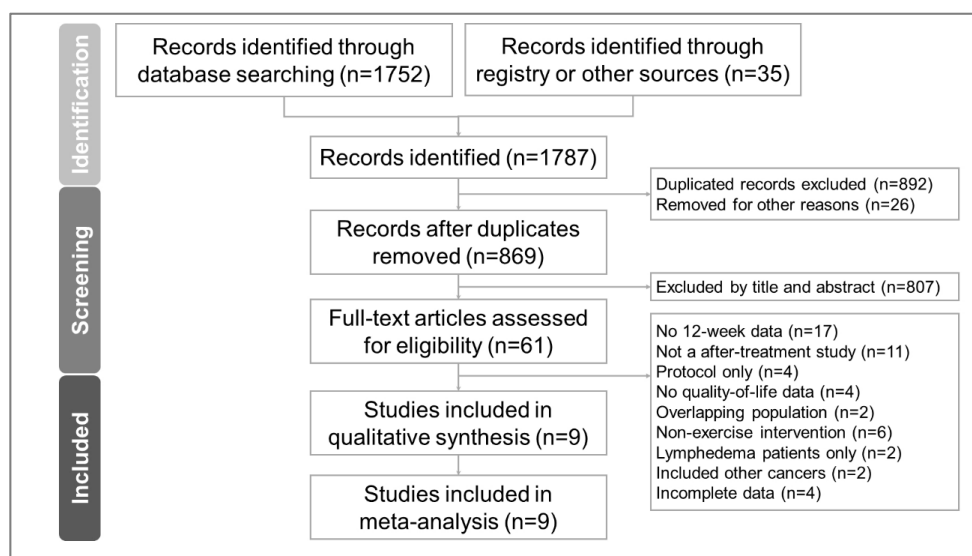 Identification
Records identified through
database searching (n=1752)
Records identified through
registry or other sources (n=35)
Records identified (n=1787)
Screening
Duplicated records excluded (n=892)
Removed for other reasons (n=26)
Records after duplicates
removed (n=869)
Excluded by title and abstract (n=807)
Full-text articles assessed
for eligibility (n=61)
No 12-week data (n=17)
Not a after-treatment study (n=11)
Protocol only (n=4)
No quality-of-life data (n=4)
Overlapping population (n=2)
Non-exercise intervention (n=6)
Lymphedema patients only (n=2)
Included other cancers (n=2)
Incomplete data (n=4)
Included
Studies included in
qualitative synthesis (n=9)
Studies included in
meta-analysis (n=9)